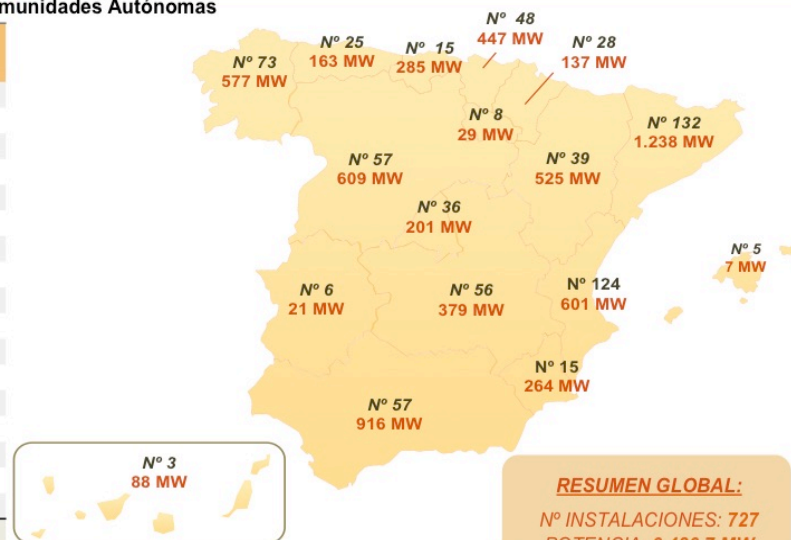 munidades Autónomas
Nº 48
447 MW
Nº 25
163 MW
Nº 15
285 MW
Nº 28
137 MW
Nº 73
577 MW
Nº 8
29 MW
Nº 132
1.238 MW
Nº 57
609 MW
Nº 39
525 MW
Nº 36
201 MW
Nº 5
7 MW
Nº 6
21 MW
Nº 56
379 MW
Nº 124
601 MW
Nº 15
264 MW
Nº 57
916 MW
Nº 3
88 MW
RESUMEN GLOBAL:
Nº INSTALACIONES: 727